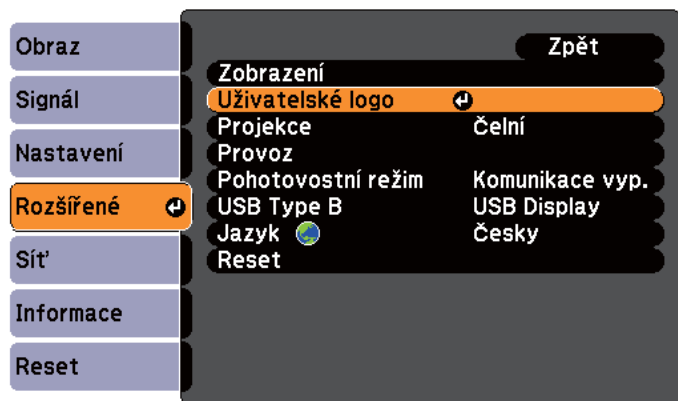 Obraz
Signál
Nastavení
Rozšířené
Síť
Informace
Reset
Zpět
Zobrazení
Uživatelské logo
Projekce Čelní
Provoz
Pohotovostní režim Komunikace vyp.
USB Type B USB Display
Jazyk Česky
Reset